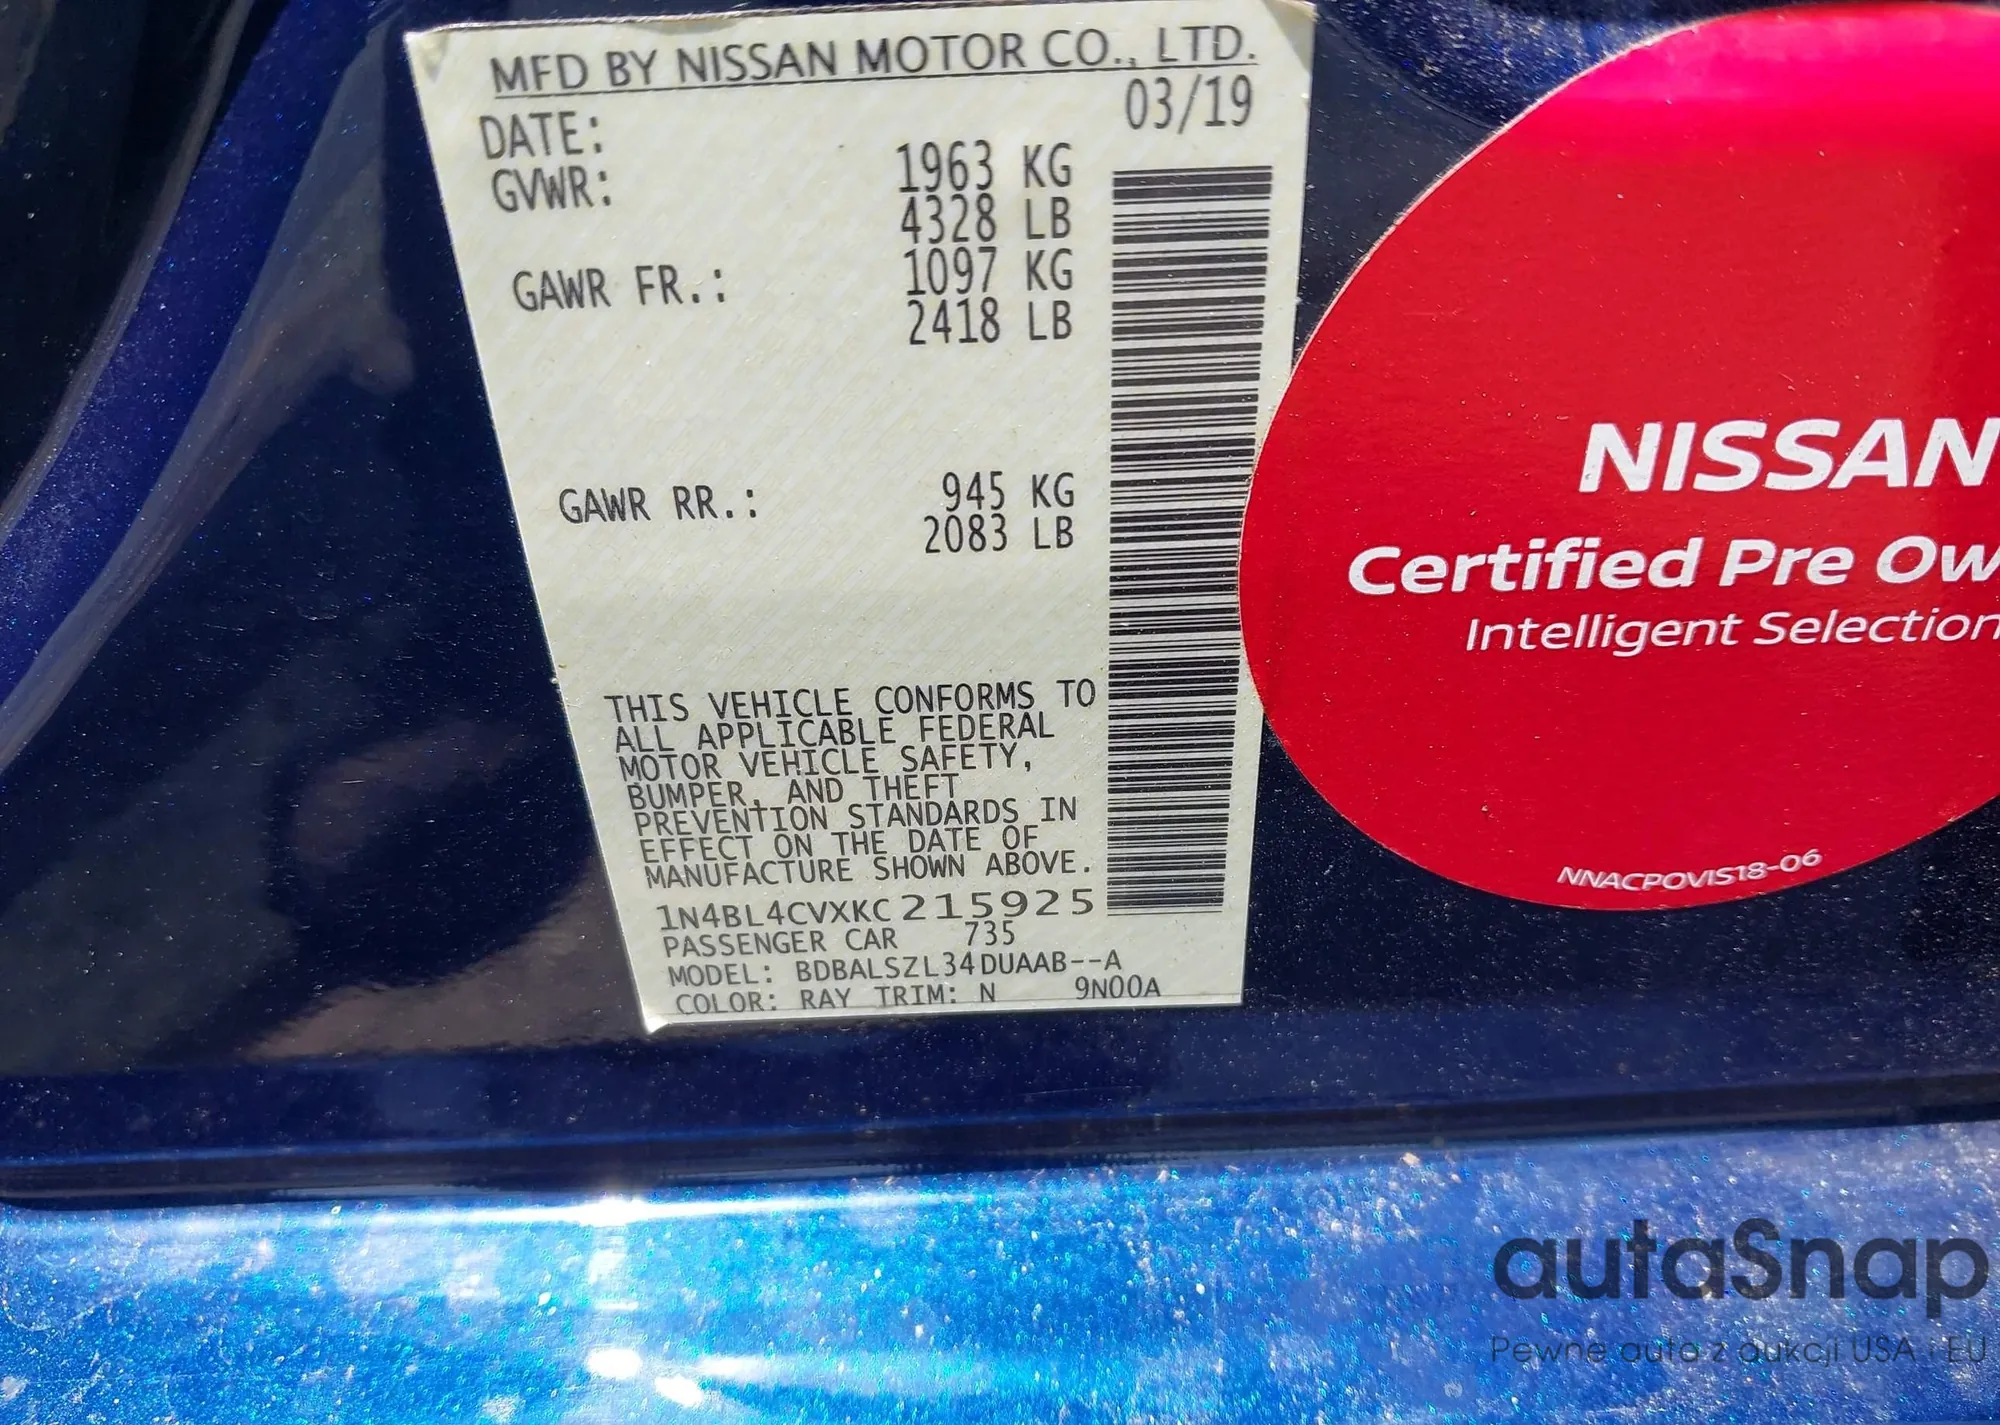 MFD BY NISSAN MOTOR CO., LTD.
DATE: 03/19
GVWR: 1963 KG
4328 LB
GAWR FR.: 1097 KG
2418 LB
GAWR RR.: 945 KG
2083 LB
THIS VEHICLE CONFORMS TO
ALL APPLICABLE FEDERAL
MOTOR VEHICLE SAFETY,
BUMPER, AND THEFT
PREVENTION STANDARDS IN
EFFECT ON THE DATE OF
MANUFACTURE SHOWN ABOVE.
1N4BL4CVXKC215925
PASSENGER CAR 735
MODEL: BDBALSZL34DUAAB--A
COLOR: RAY TRIM: N 9N00A
NISSAN
Certified Pre Ow
Intelligent Selection
NNACPOVIS18-06
autaSnap
Pewne auta z aukcji USA i EU